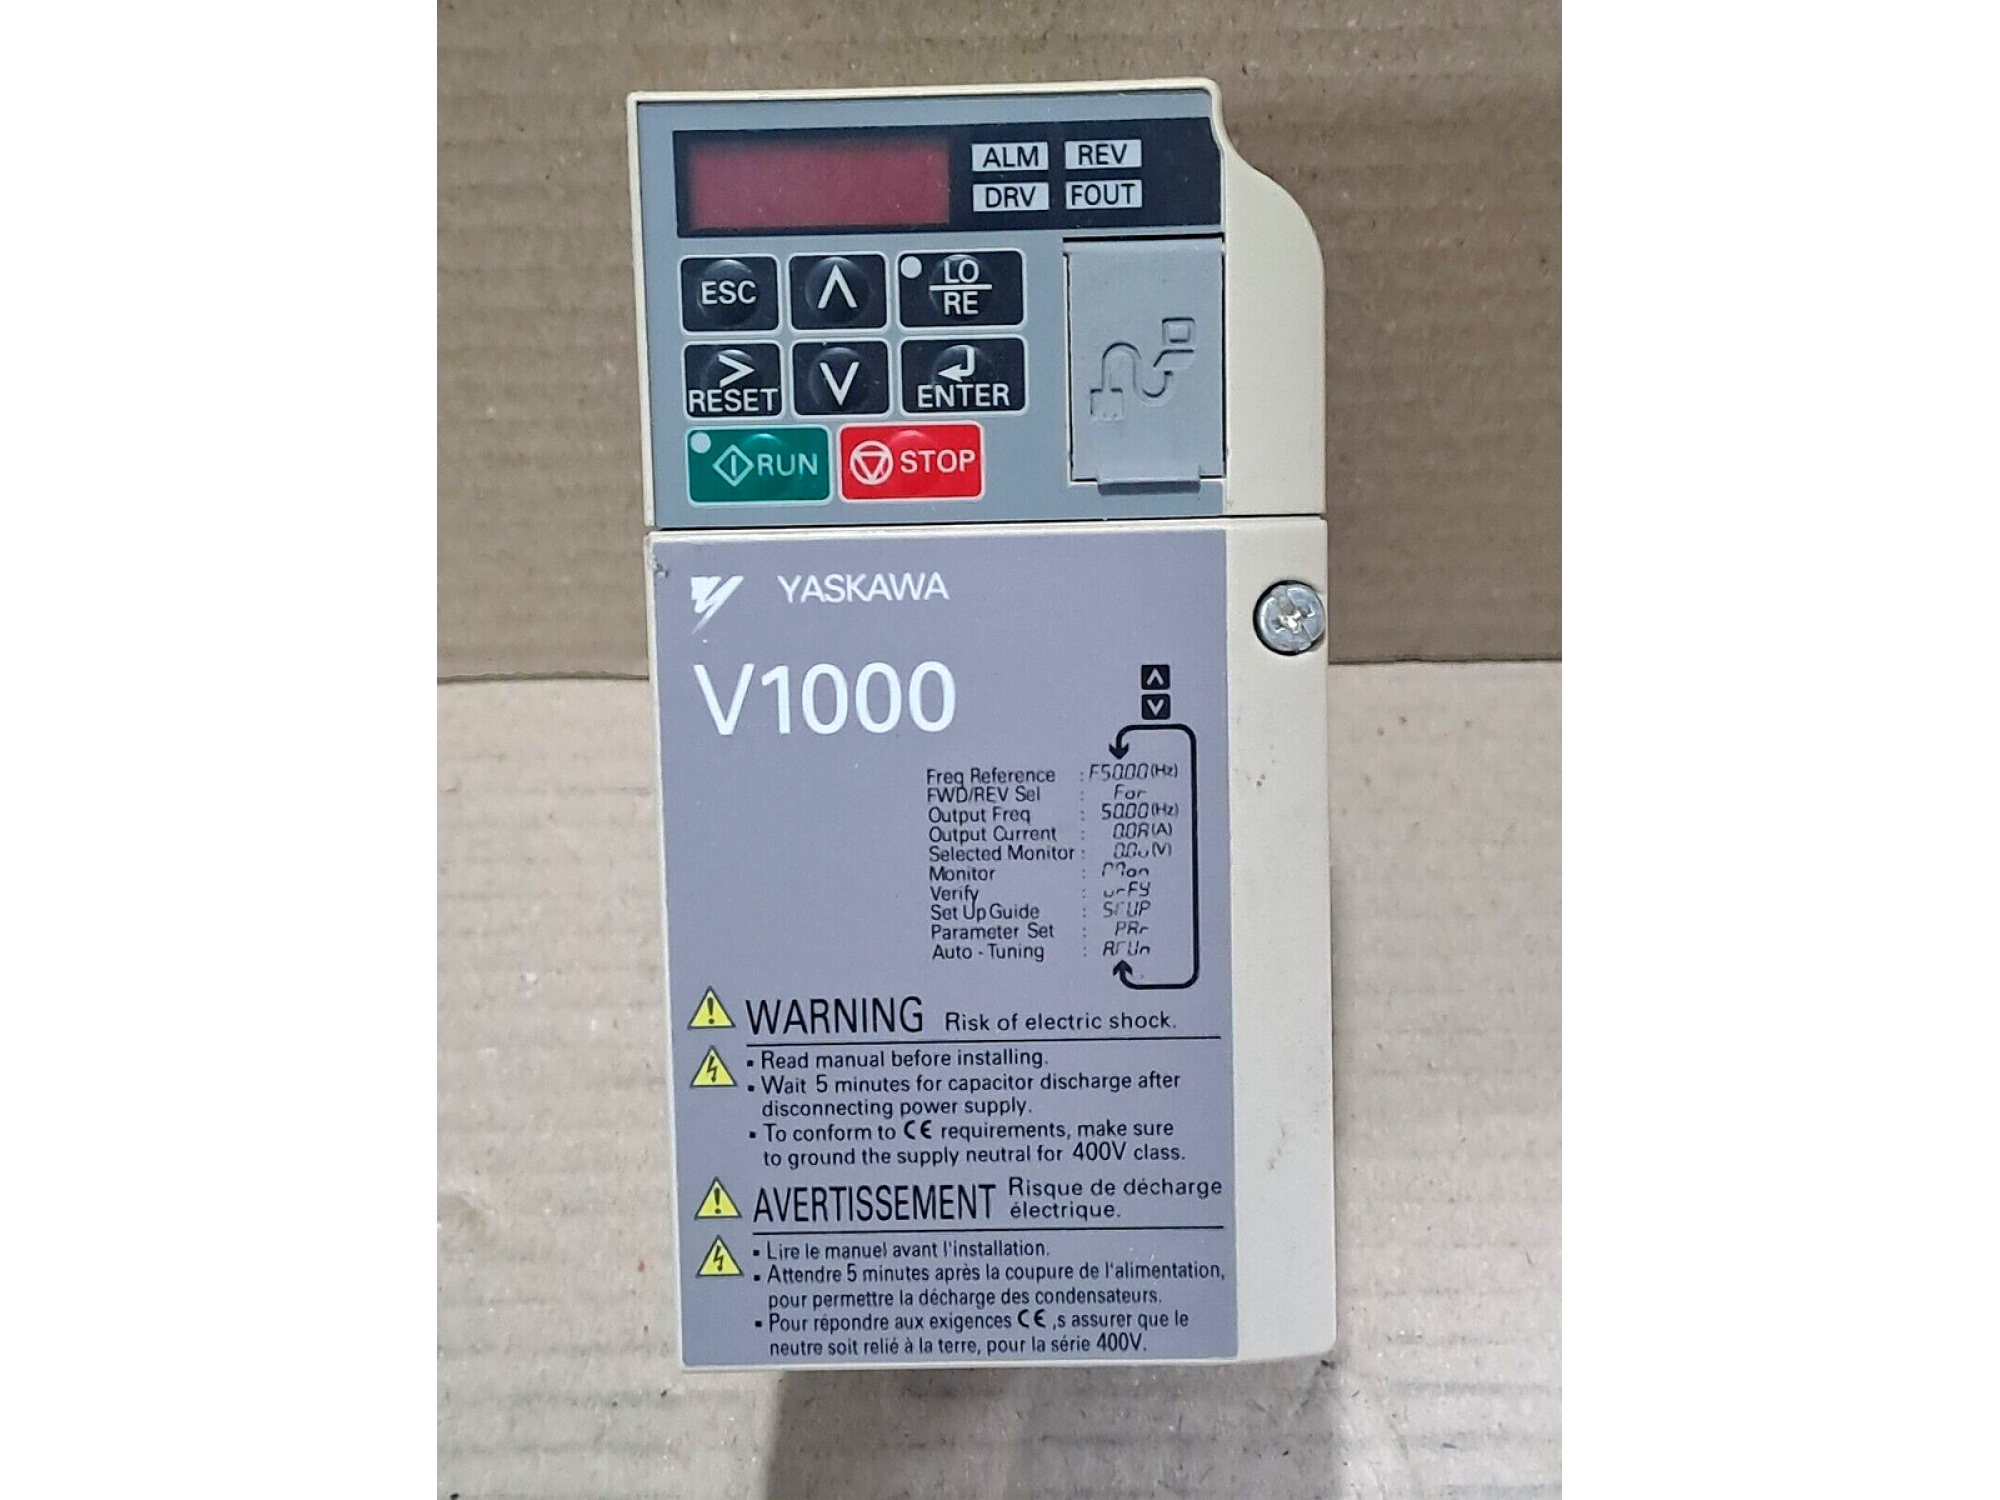 ALM REV
DRV FOUT
ESC
LO
RE
RESET
ENTER
RUN
STOP
YASKAWA
V1000
Freq Reference : F50.00(Hz)
FWD/REV Sel : For
Output Freq : 50.00(Hz)
Output Current : 0.0A(A)
Selected Monitor : 0.0u(V)
Monitor : Mon
Verify : urFy
Set Up Guide : STUP
Parameter Set : PAr
Auto - Tuning : ATUn
WARNING Risk of electric shock.
▪ Read manual before installing.
▪ Wait 5 minutes for capacitor discharge after
disconnecting power supply.
▪ To conform to CE requirements, make sure
to ground the supply neutral for 400V class.
AVERTISSEMENT Risque de décharge
électrique.
▪ Lire le manuel avant l'installation.
▪ Attendre 5 minutes après la coupure de l'alimentation,
pour permettre la décharge des condensateurs.
▪ Pour répondre aux exigences CE ,s assurer que le
neutre soit relié à la terre, pour la série 400V.